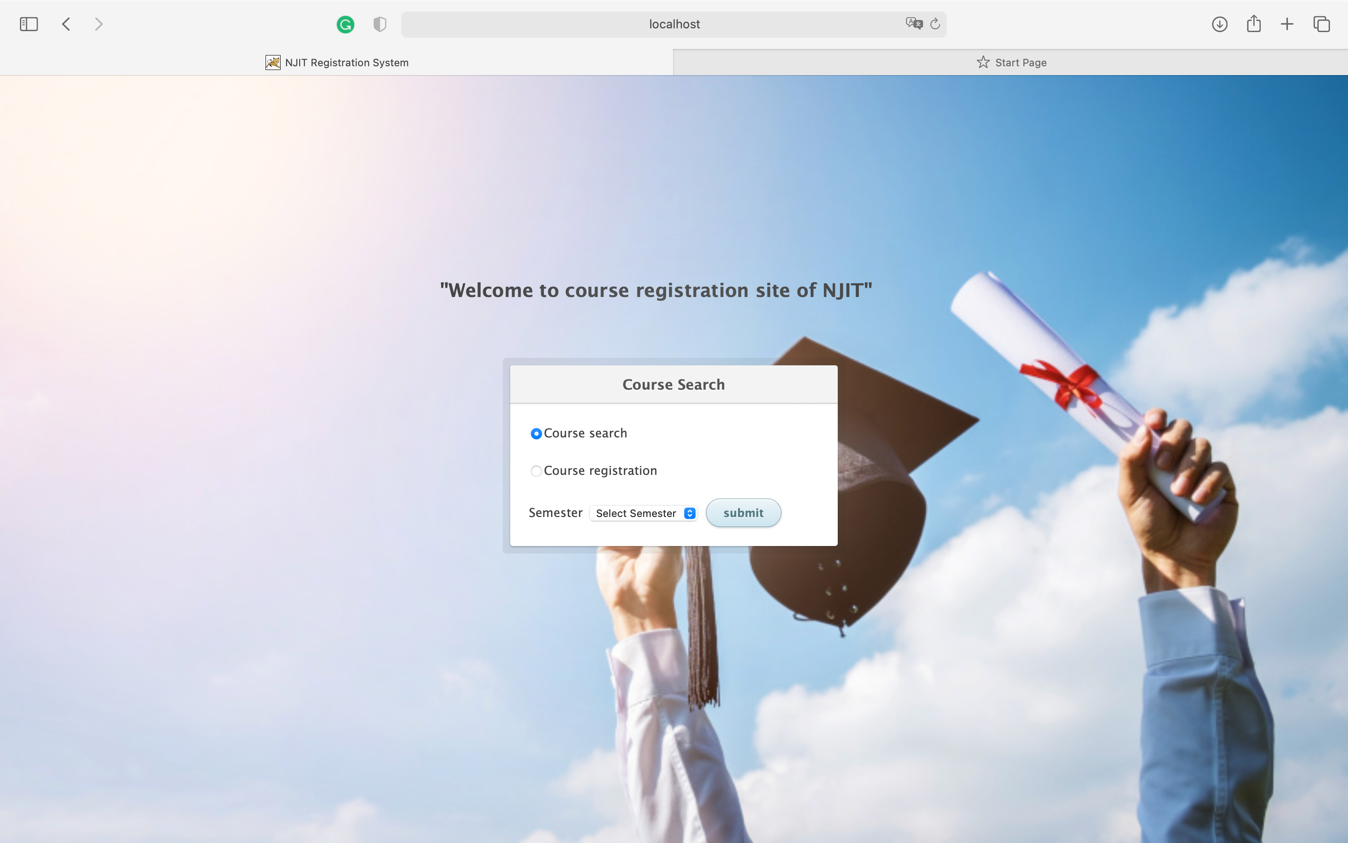 localhost
NJIT Registration System
Start Page
"Welcome to course registration site of NJIT"
Course Search
Course search
Course registration
Semester Select Semester submit